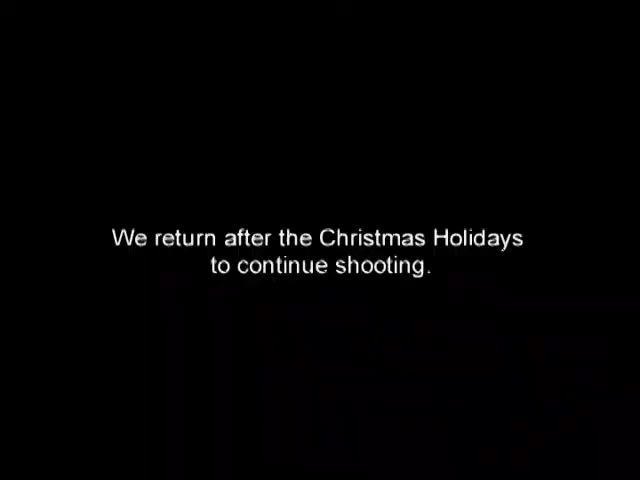 We return after the Christmas Holidays
to continue shooting.